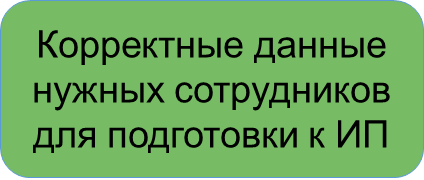 Корректные данные
нужных сотрудников
для подготовки к ИП